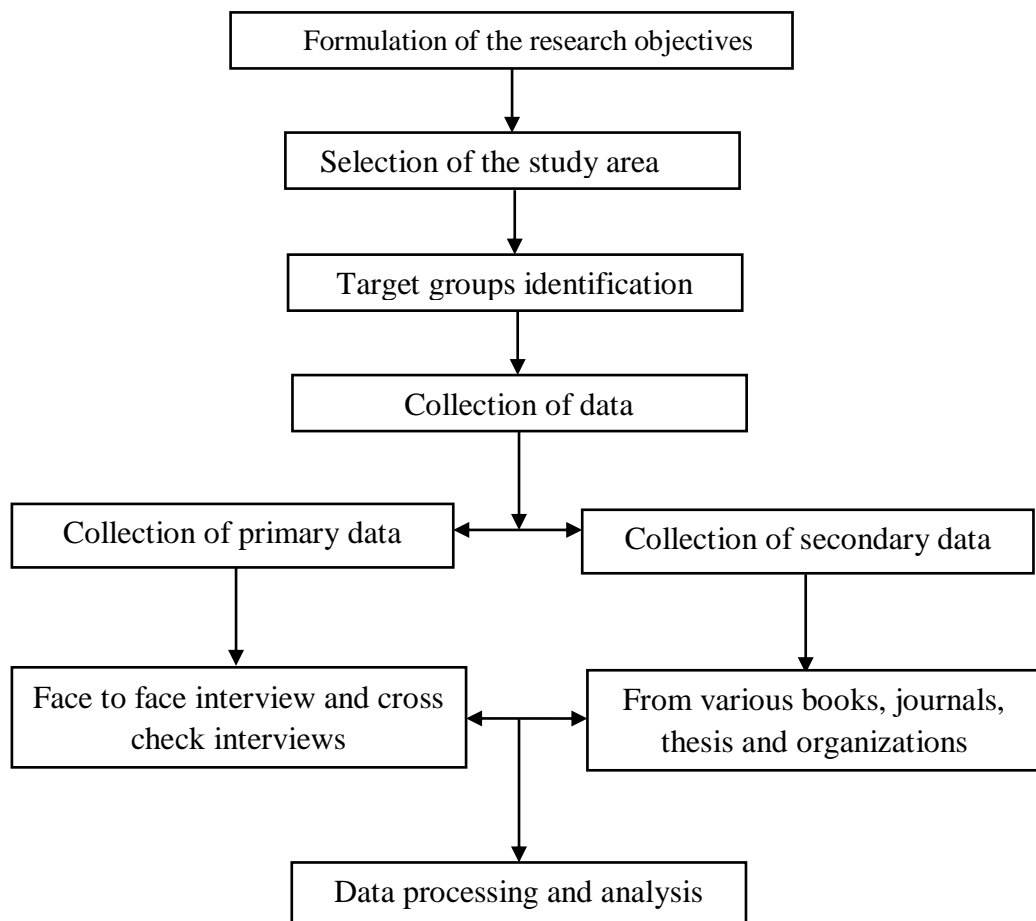 Formulation of the research objectives
Selection of the study area
Target groups identification
Collection of data
Collection of primary data
Collection of secondary data
Face to face interview and cross
check interviews
From various books, journals,
thesis and organizations
Data processing and analysis